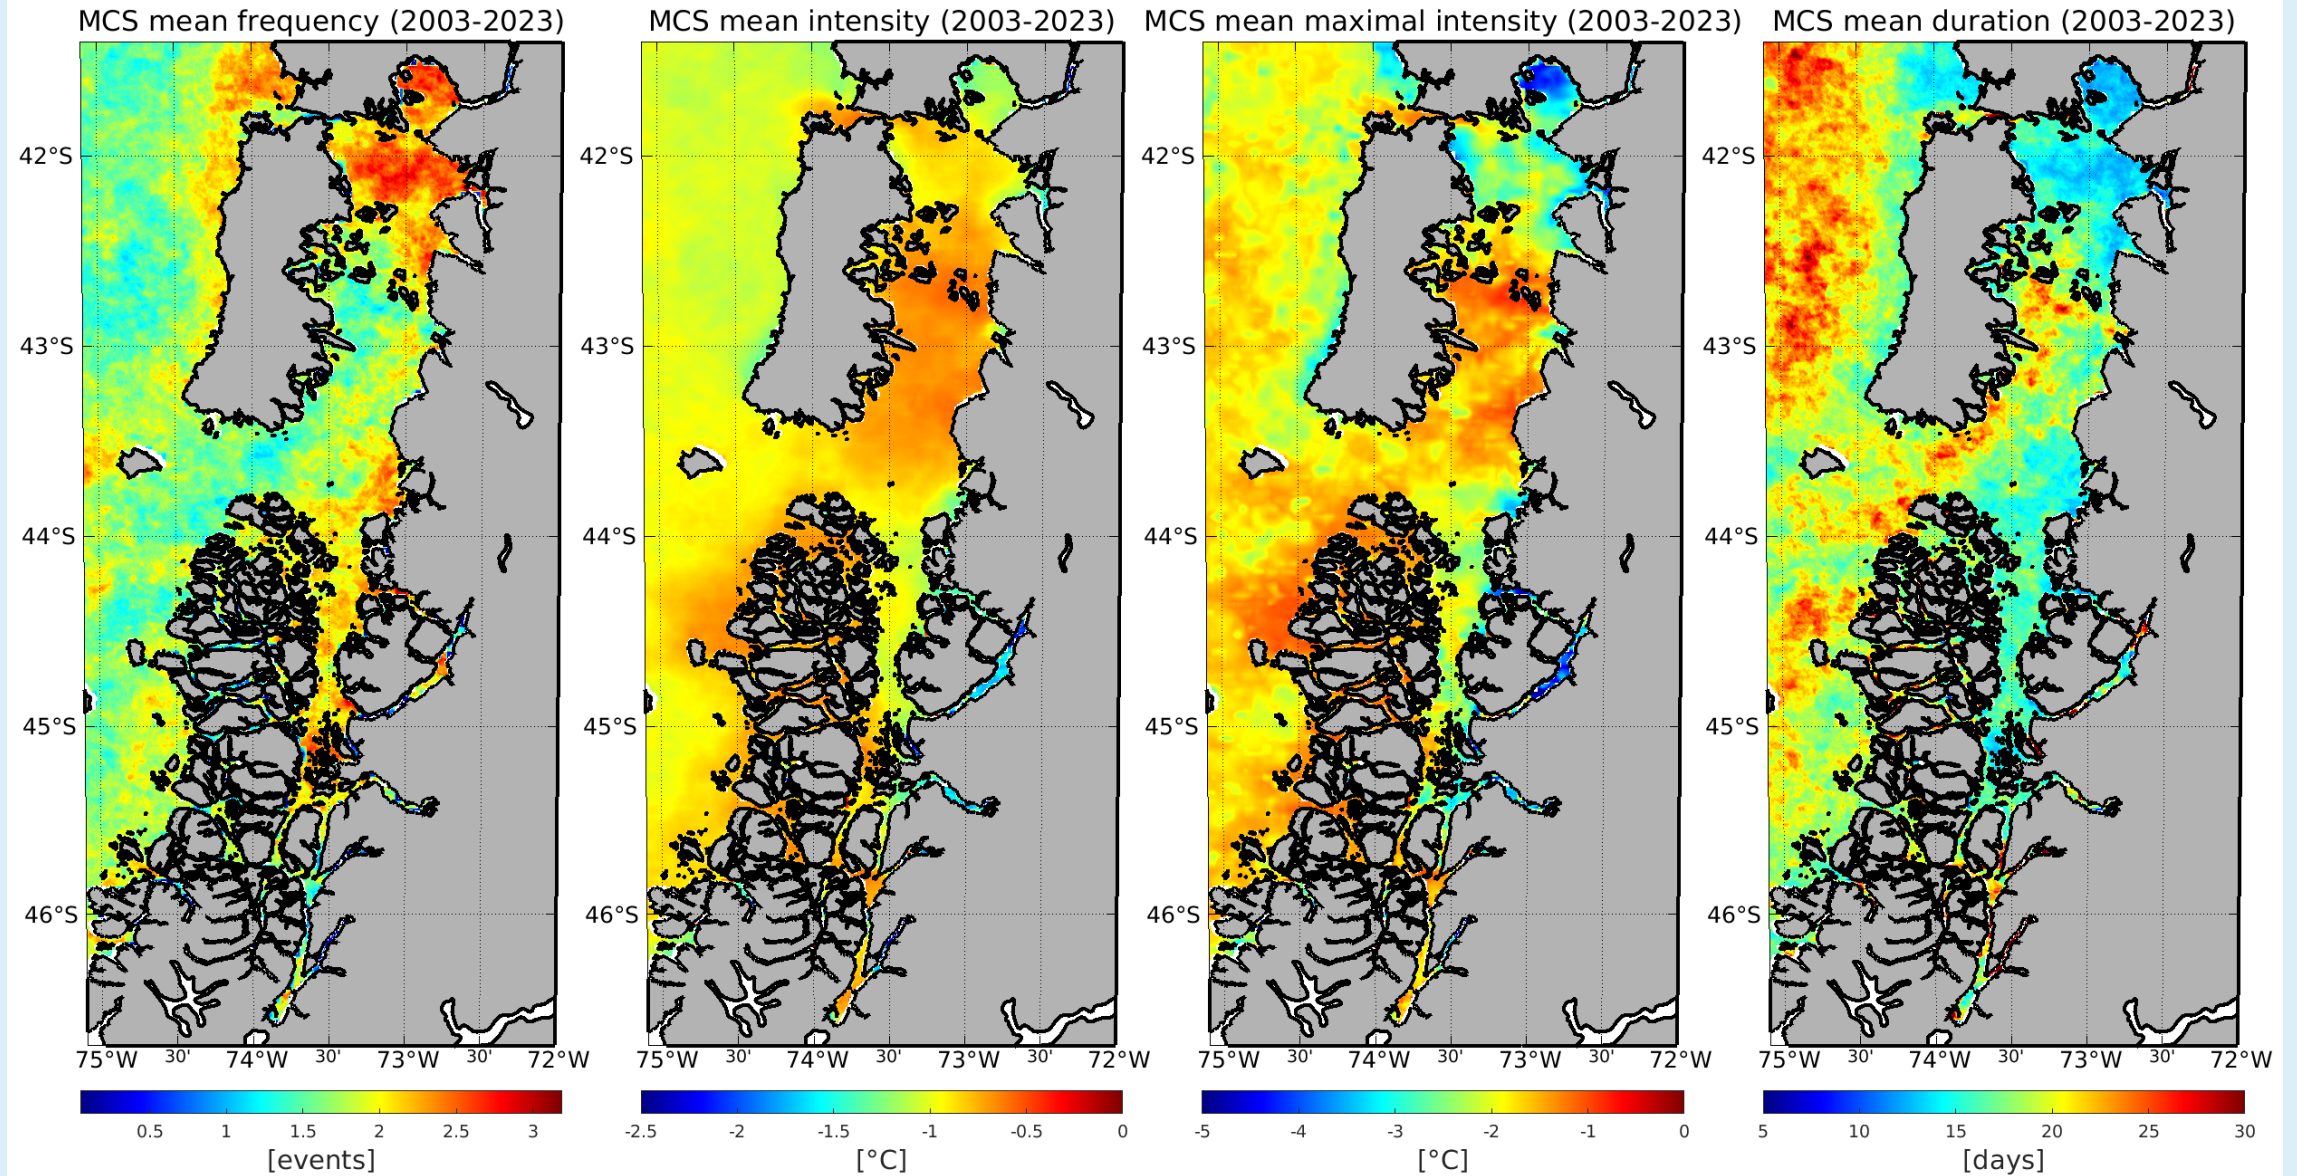 MCS mean frequency (2003-2023)
MCS mean intensity (2003-2023)
MCS mean maximal intensity (2003-2023)
MCS mean duration (2003-2023)
42°S 42°S 42°S 42°S
43°S 43°S 43°S 43°S
44°S 44°S 44°S 44°S
45°S 45°S 45°S 45°S
46°S 46°S 46°S 46°S
75°W 30' 74°W 30' 73°W 30' 72°W
75°W 30' 74°W 30' 73°W 30' 72°W
75°W 30' 74°W 30' 73°W 30' 72°W
75°W 30' 74°W 30' 73°W 30' 72°W
0.5 1 1.5 2 2.5 3
-2.5 -2 -1.5 -1 -0.5 0
-5 -4 -3 -2 -1 0
5 10 15 20 25 30
[events]
[°C]
[°C]
[days]